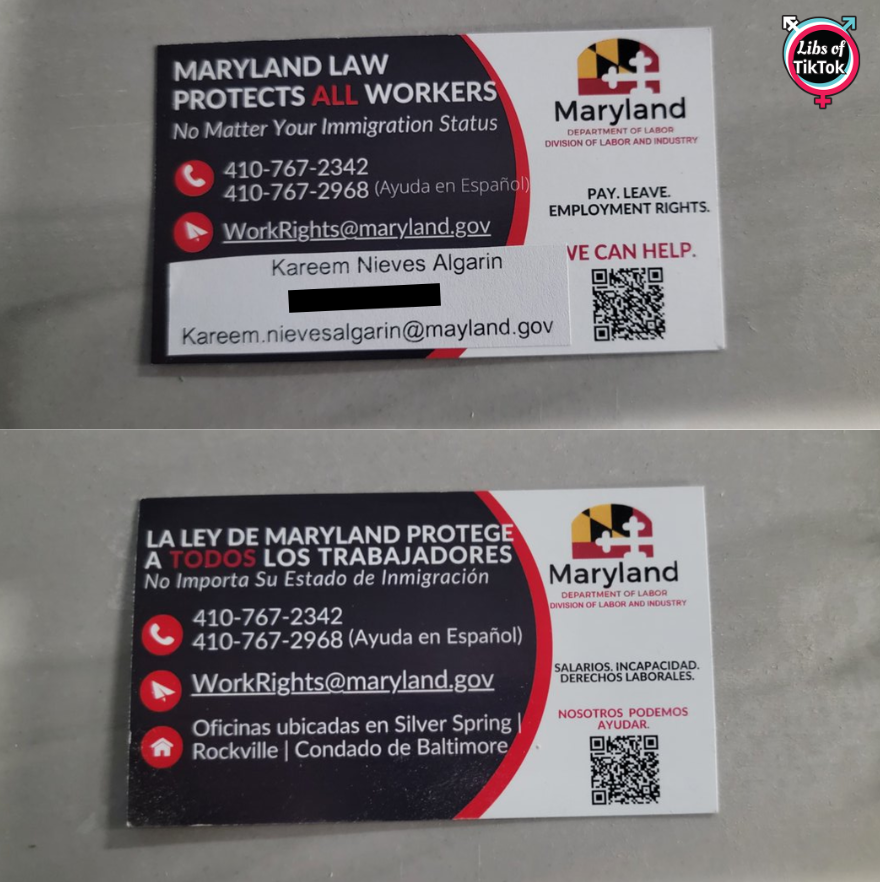 Libs of
TikTok
MARYLAND LAW
PROTECTS ALL WORKERS
No Matter Your Immigration Status
410-767-2342
410-767-2968 (Ayuda en Español)
WorkRights@maryland.gov
Kareem Nieves Algarin
Kareem.nievesalgarin@mayland.gov
Maryland
DEPARTMENT OF LABOR
DIVISION OF LABOR AND INDUSTRY
PAY. LEAVE.
EMPLOYMENT RIGHTS.
WE CAN HELP.
LA LEY DE MARYLAND PROTEGE
A TODOS LOS TRABAJADORES
No Importa Su Estado de Inmigración
410-767-2342
410-767-2968 (Ayuda en Español)
WorkRights@maryland.gov
Oficinas ubicadas en Silver Spring |
Rockville | Condado de Baltimore
Maryland
DEPARTMENT OF LABOR
DIVISION OF LABOR AND INDUSTRY
SALARIOS. INCAPACIDAD.
DERECHOS LABORALES.
NOSOTROS PODEMOS
AYUDAR.